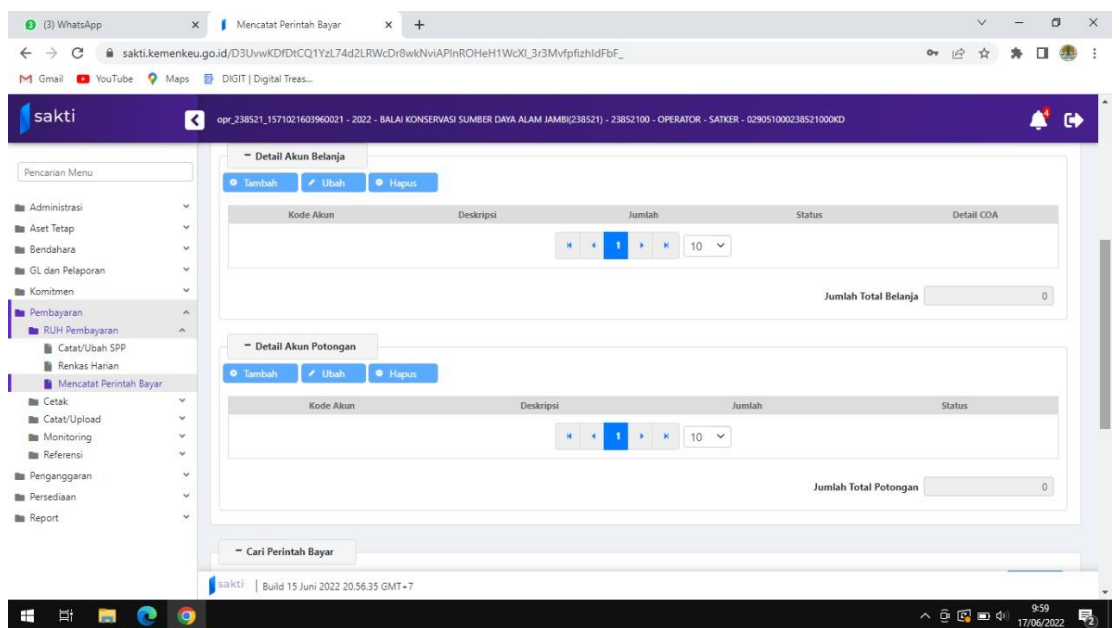 (3) WhatsApp
Mencatat Perintah Bayar
sakti.kemenkeu.go.id/D3UvwKDfDtCQ1YzL74d2LRWcDr8wkNviAPInROHeH1WcXI_3r3MvfpfizhIdFbF_
Gmail YouTube Maps DIGIT | Digital Treas...
sakti
opr_238521_1571021603960021 - 2022 - BALAI KONSERVASI SUMBER DAYA ALAM JAMBI(238521) - 23852100 - OPERATOR - SATKER - 029051000238521000KD
4
Pencarian Menu
Administrasi
Aset Tetap
Bendahara
GL dan Pelaporan
Komitmen
Pembayaran
RUH Pembayaran
Catat/Ubah SPP
Renkas Harian
Mencatat Perintah Bayar
Cetak
Catat/Upload
Monitoring
Referensi
Penganggaran
Persediaan
Report
Detail Akun Belanja
Tambah Ubah Hapus
Kode Akun Deskripsi Jumlah Status Detail COA
1 10
Jumlah Total Belanja 0
Detail Akun Potongan
Tambah Ubah Hapus
Kode Akun Deskripsi Jumlah Status
1 10
Jumlah Total Potongan 0
Cari Perintah Bayar
sakti | Build 15 Juni 2022 20.56.35 GMT+7
9:59
17/06/2022
2